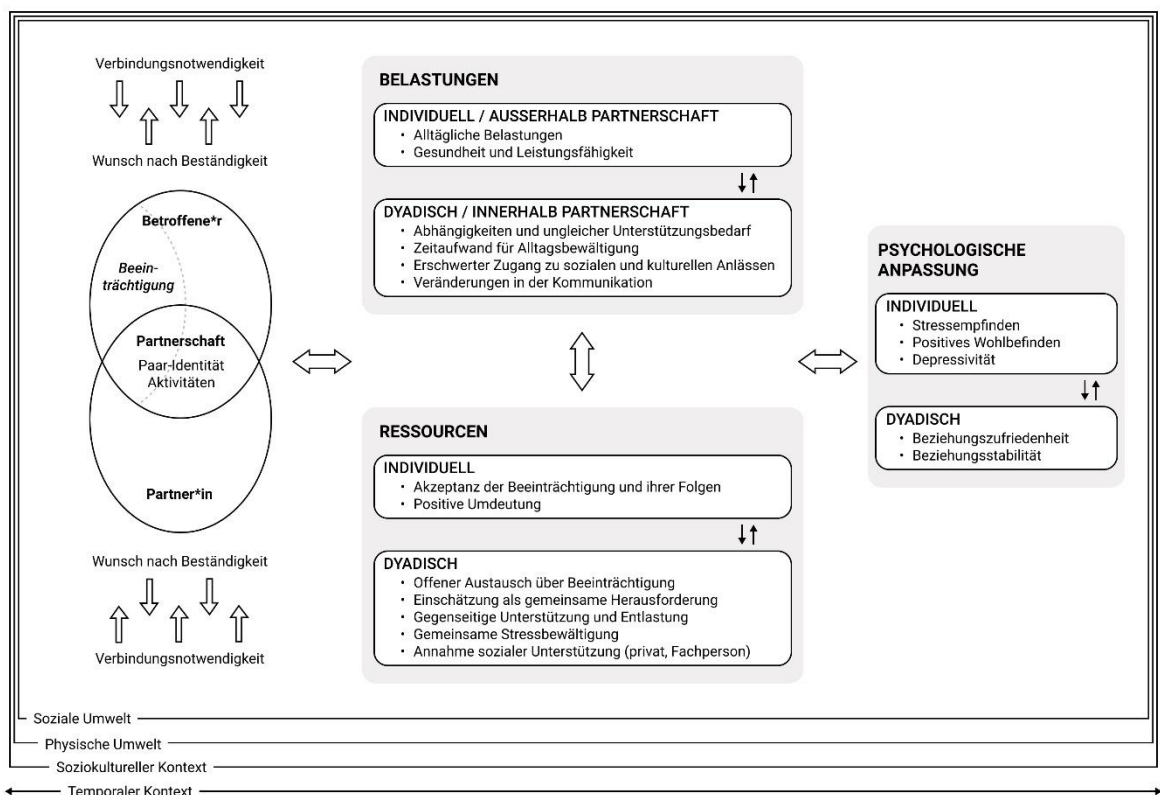 Verbindungsnotwendigkeit
Wunsch nach Beständigkeit
Betroffene*r
Beein-
trächtigung
Partnerschaft
Paar-Identität
Aktivitäten
Partner*in
Wunsch nach Beständigkeit
Verbindungsnotwendigkeit
BELASTUNGEN
INDIVIDUELL / AUSSERHALB PARTNERSCHAFT
• Alltägliche Belastungen
• Gesundheit und Leistungsfähigkeit
DYADISCH / INNERHALB PARTNERSCHAFT
• Abhängigkeiten und ungleicher Unterstützungsbedarf
• Zeitaufwand für Alltagsbewältigung
• Erschwerter Zugang zu sozialen und kulturellen Anlässen
• Veränderungen in der Kommunikation
RESSOURCEN
INDIVIDUELL
• Akzeptanz der Beeinträchtigung und ihrer Folgen
• Positive Umdeutung
DYADISCH
• Offener Austausch über Beeinträchtigung
• Einschätzung als gemeinsame Herausforderung
• Gegenseitige Unterstützung und Entlastung
• Gemeinsame Stressbewältigung
• Annahme sozialer Unterstützung (privat, Fachperson)
PSYCHOLOGISCHE
ANPASSUNG
INDIVIDUELL
• Stressempfinden
• Positives Wohlbefinden
• Depressivität
DYADISCH
• Beziehungszufriedenheit
• Beziehungsstabilität
Soziale Umwelt
Physische Umwelt
Soziokultureller Kontext
Temporaler Kontext